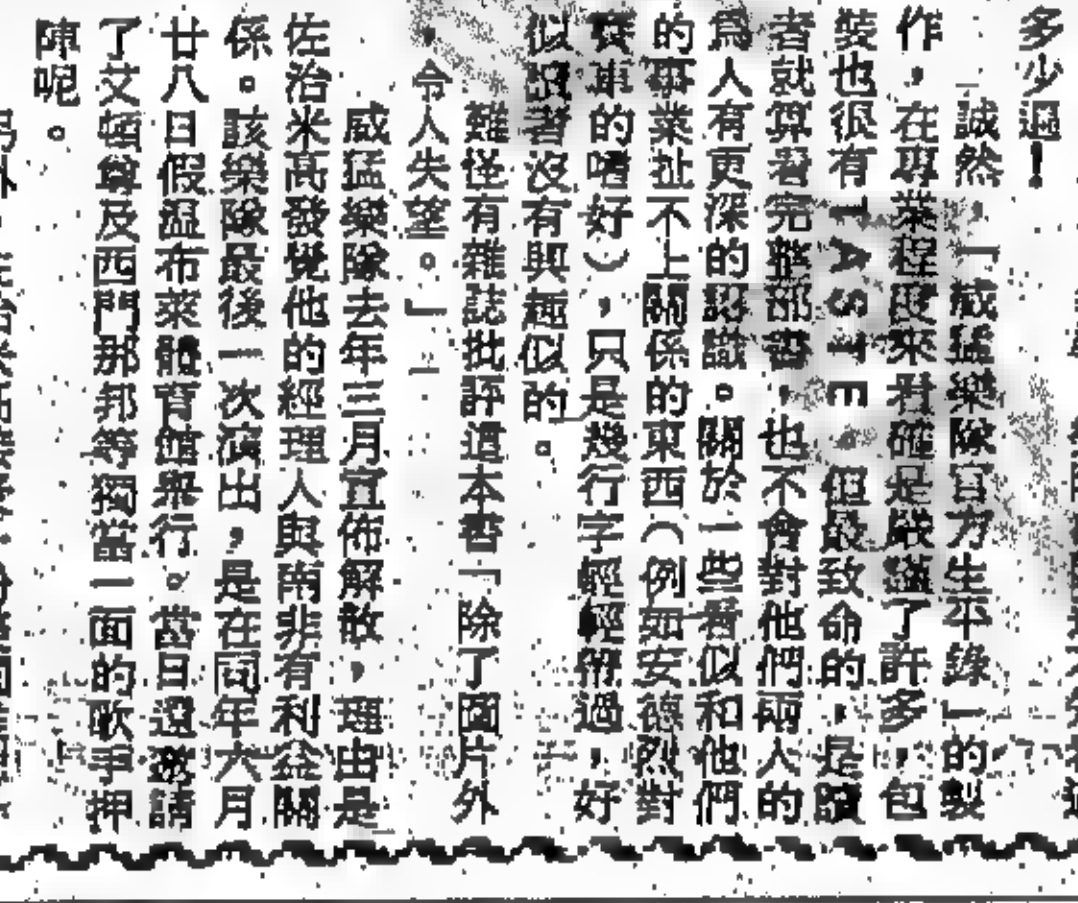 多少過！
誠然，「威猛樂隊官方生平錄」的製
作，在專業程度來看確是嚴謹了許多，包
裝也很有TASTE。但最致命的，是讀
者就算看完整部書，也不會對他們兩人的
為人有更深的認識。關於一些看似和他們
的事業扯不上關係的東西（例如安德烈對
賽車的嗜好），只是幾行字輕輕帶過，好
似讀者沒有興趣似的。
難怪有雜誌批評這本書「除了圖片外
，令人失望。」
威猛樂隊去年三月宣佈解散，理由是
佐治米高發覺他的經理人與南非有利益關
係。該樂隊最後一次演出，是在同年六月
廿八日假溫布萊體育館舉行。當日還邀請
了艾頓尊及西門那邦等獨當一面的歌手押
陣呢。